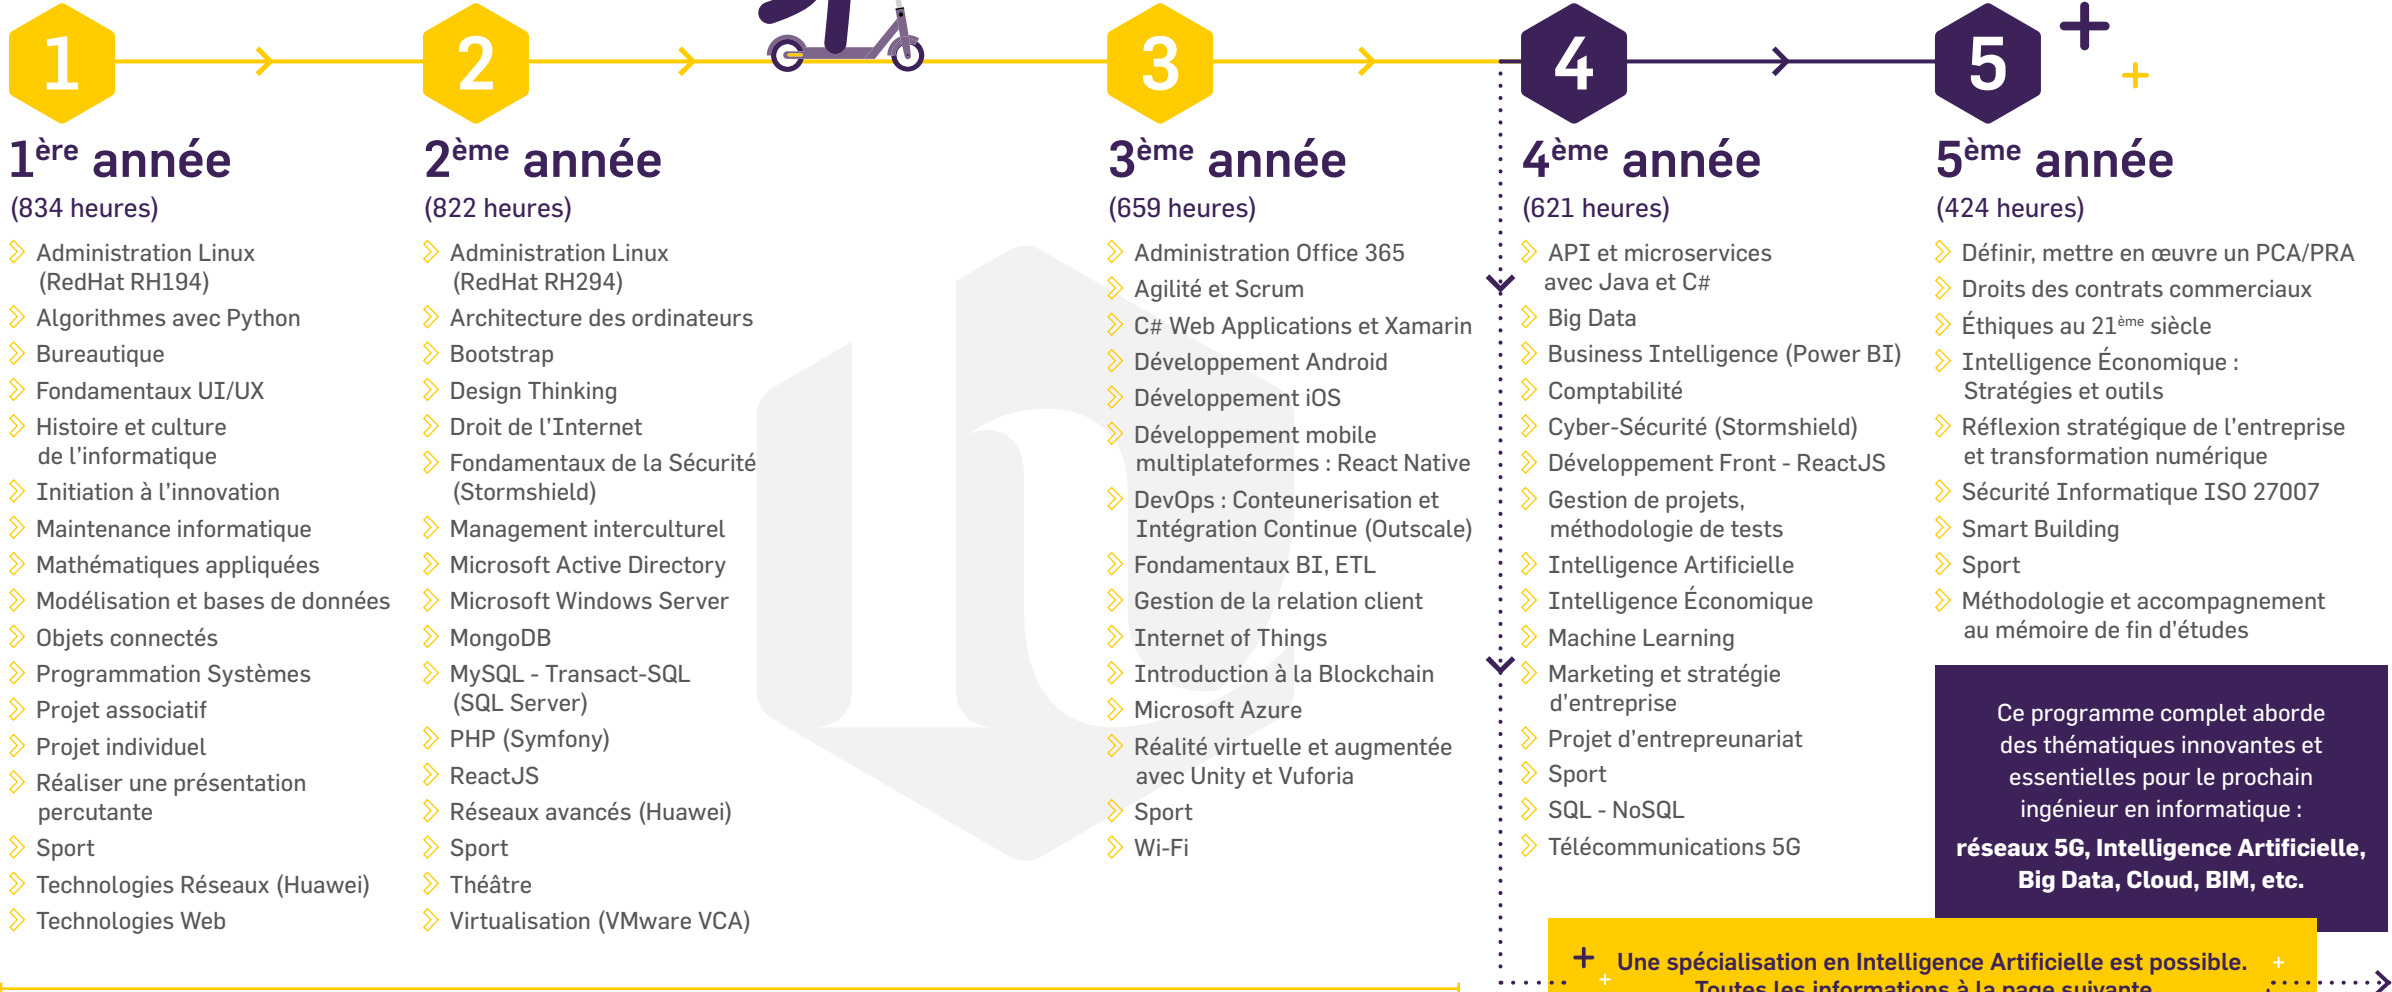 1
2
3
4
5
1ère année
(834 heures)
Administration Linux
(RedHat RH194)
Algorithmes avec Python
Bureautique
Fondamentaux UI/UX
Histoire et culture
de l'informatique
Initiation à l'innovation
Maintenance informatique
Mathématiques appliquées
Modélisation et bases de données
Objets connectés
Programmation Systèmes
Projet associatif
Projet individuel
Réaliser une présentation
percutante
Sport
Technologies Réseaux (Huawei)
Technologies Web
2ème année
(822 heures)
Administration Linux
(RedHat RH294)
Architecture des ordinateurs
Bootstrap
Design Thinking
Droit de l'Internet
Fondamentaux de la Sécurité
(Stormshield)
Management interculturel
Microsoft Active Directory
Microsoft Windows Server
MongoDB
MySQL - Transact-SQL
(SQL Server)
PHP (Symfony)
ReactJS
Réseaux avancés (Huawei)
Sport
Théâtre
Virtualisation (VMware VCA)
3ème année
(659 heures)
Administration Office 365
Agilité et Scrum
C# Web Applications et Xamarin
Développement Android
Développement iOS
Développement mobile
multiplateformes : React Native
DevOps : Conteunerisation et
Intégration Continue (Outscale)
Fondamentaux BI, ETL
Gestion de la relation client
Internet of Things
Introduction à la Blockchain
Microsoft Azure
Réalité virtuelle et augmentée
avec Unity et Vuforia
Sport
Wi-Fi
4ème année
(621 heures)
API et microservices
avec Java et C#
Big Data
Business Intelligence (Power BI)
Comptabilité
Cyber-Sécurité (Stormshield)
Développement Front - ReactJS
Gestion de projets,
méthodologie de tests
Intelligence Artificielle
Intelligence Économique
Machine Learning
Marketing et stratégie
d'entreprise
Projet d'entrepreunariat
Sport
SQL - NoSQL
Télécommunications 5G
5ème année
(424 heures)
Définir, mettre en œuvre un PCA/PRA
Droits des contrats commerciaux
Éthiques au 21ème siècle
Intelligence Économique :
Stratégies et outils
Réflexion stratégique de l'entreprise
et transformation numérique
Sécurité Informatique ISO 27007
Smart Building
Sport
Méthodologie et accompagnement
au mémoire de fin d'études
Ce programme complet aborde
des thématiques innovantes et
essentielles pour le prochain
ingénieur en informatique :
réseaux 5G, Intelligence Artificielle,
Big Data, Cloud, BIM, etc.
Une spécialisation en Intelligence Artificielle est possible.
Toutes les informations à la page suivante